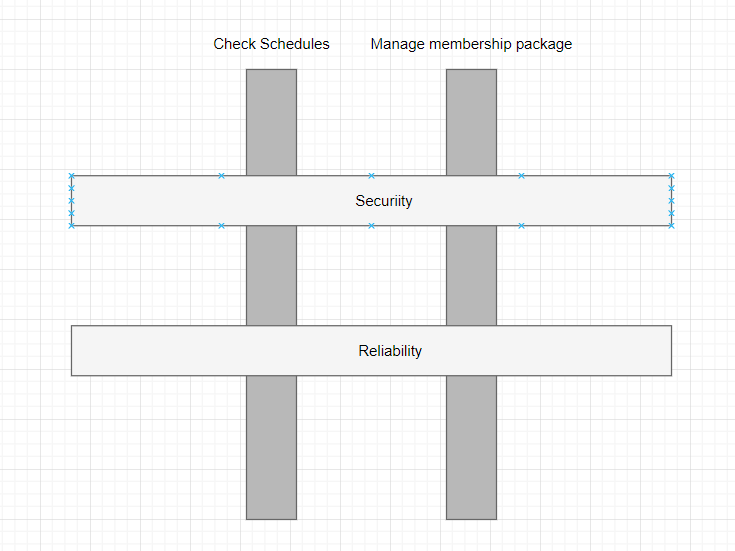 Check Schedules
Manage membership package
Securiity
Reliability